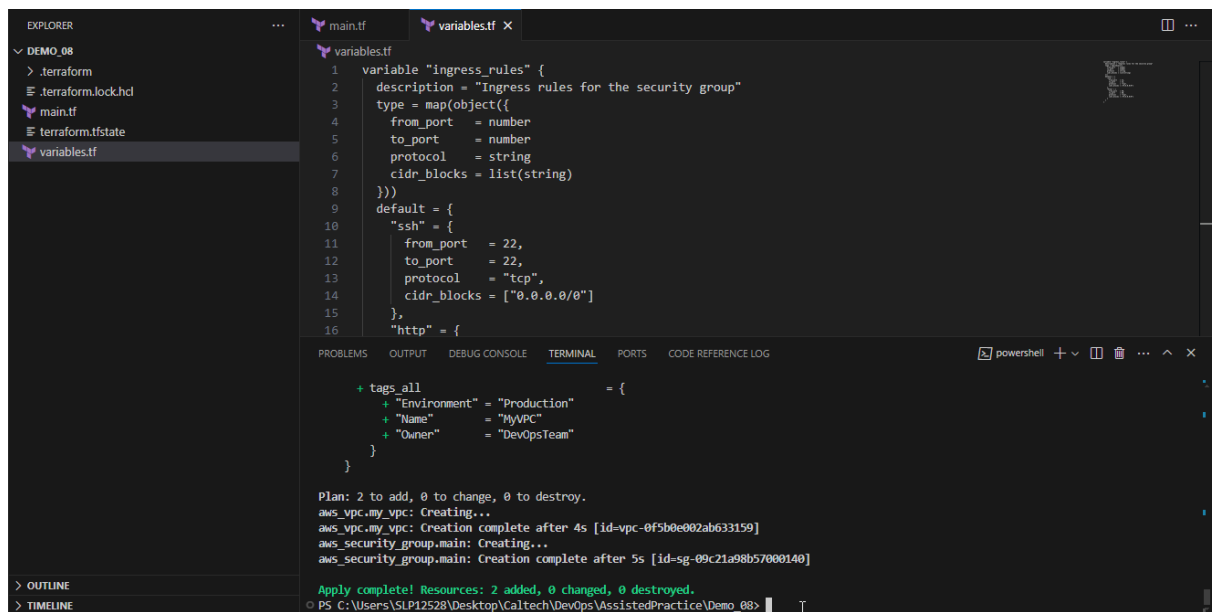 EXPLORER
...
main.tf
variables.tf
...
DEMO_08
variables.tf
.terraform
.terraform.lock.hcl
main.tf
terraform.tfstate
variables.tf
1 variable "ingress_rules" {
2 description = "Ingress rules for the security group"
3 type = map(object({
4 from_port = number
5 to_port = number
6 protocol = string
7 cidr_blocks = list(string)
8 }))
9 default = {
10 "ssh" = {
11 from_port = 22,
12 to_port = 22,
13 protocol = "tcp",
14 cidr_blocks = ["0.0.0.0/0"]
15 },
16 "http" = {
PROBLEMS OUTPUT DEBUG CONSOLE TERMINAL PORTS CODE REFERENCE LOG
powershell
...
+ tags_all = {
+ "Environment" = "Production"
+ "Name" = "MyVPC"
+ "Owner" = "DevOpsTeam"
}
}
Plan: 2 to add, 0 to change, 0 to destroy.
aws_vpc.my_vpc: Creating...
aws_vpc.my_vpc: Creation complete after 4s [id=vpc-0f5b0e002ab633159]
aws_security_group.main: Creating...
aws_security_group.main: Creation complete after 5s [id=sg-09c21a98b57000140]
Apply complete! Resources: 2 added, 0 changed, 0 destroyed.
PS C:\Users\SLP12528\Desktop\Caltech\DevOps\AssistedPractice\Demo_08>
OUTLINE
TIMELINE